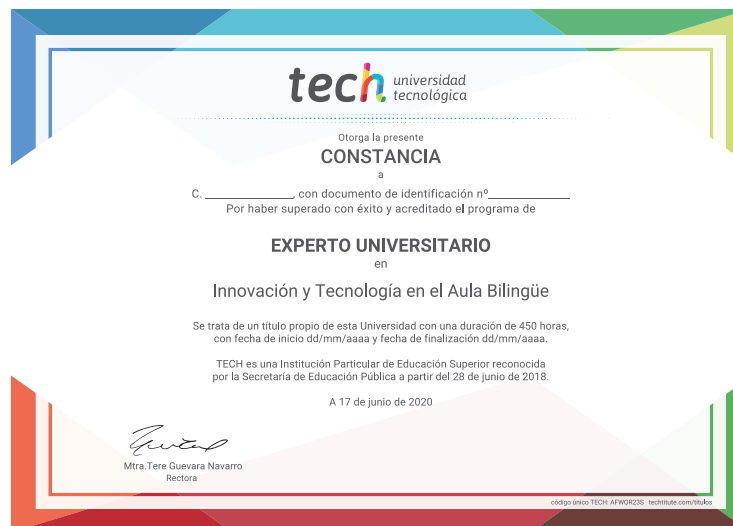 tech universidad
tecnológica
Otorga la presente
CONSTANCIA
a
C. ______________, con documento de identificación nº______________
Por haber superado con éxito y acreditado el programa de
EXPERTO UNIVERSITARIO
en
Innovación y Tecnología en el Aula Bilingüe
Se trata de un título propio de esta Universidad con una duración de 450 horas,
con fecha de inicio dd/mm/aaaa y fecha de finalización dd/mm/aaaa.
TECH es una Institución Particular de Educación Superior reconocida
por la Secretaría de Educación Pública a partir del 28 de junio de 2018.
A 17 de junio de 2020
Mtra.Tere Guevara Navarro
Rectora
código único TECH: AFWOR23S techtitute.com/titulos